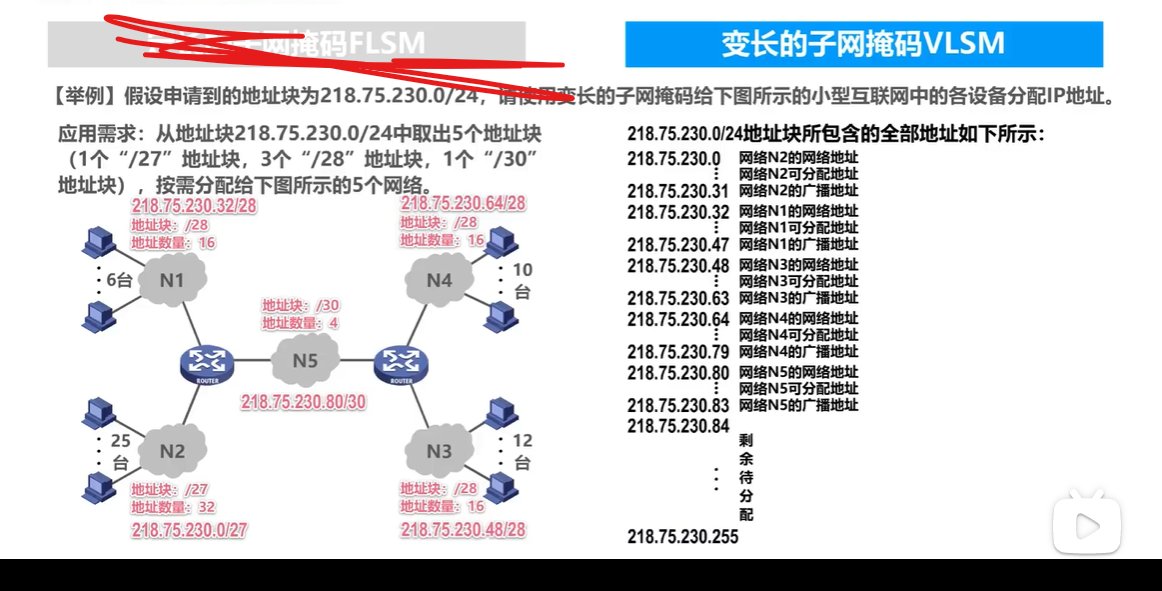 网掩码FLSM
变长的子网掩码VLSM
【举例】假设申请到的地址块为218.75.230.0/24，请使用变长的子网掩码给下图所示的小型互联网中的各设备分配IP地址。
应用需求：从地址块218.75.230.0/24中取出5个地址块
（1个“/27”地址块，3个“/28”地址块，1个“/30”
地址块），按需分配给下图所示的5个网络。
218.75.230.32/28
地址块：/28
地址数量：16
6台
N1
218.75.230.64/28
地址块：/28
地址数量：16
N4
10
台
地址块：/30
地址数量：4
N5
ROUTER
ROUTER
218.75.230.80/30
25
台
N2
地址块：/27
地址数量：32
218.75.230.0/27
N3
12
台
地址块：/28
地址数量：16
218.75.230.48/28
218.75.230.0/24地址块所包含的全部地址如下所示：
218.75.230.0 网络N2的网络地址
网络N2可分配地址
218.75.230.31 网络N2的广播地址
218.75.230.32 网络N1的网络地址
网络N1可分配地址
218.75.230.47 网络N1的广播地址
218.75.230.48 网络N3的网络地址
网络N3可分配地址
218.75.230.63 网络N3的广播地址
218.75.230.64 网络N4的网络地址
网络N4可分配地址
218.75.230.79 网络N4的广播地址
218.75.230.80 网络N5的网络地址
网络N5可分配地址
218.75.230.83 网络N5的广播地址
218.75.230.84
剩
余
待
分
配
218.75.230.255